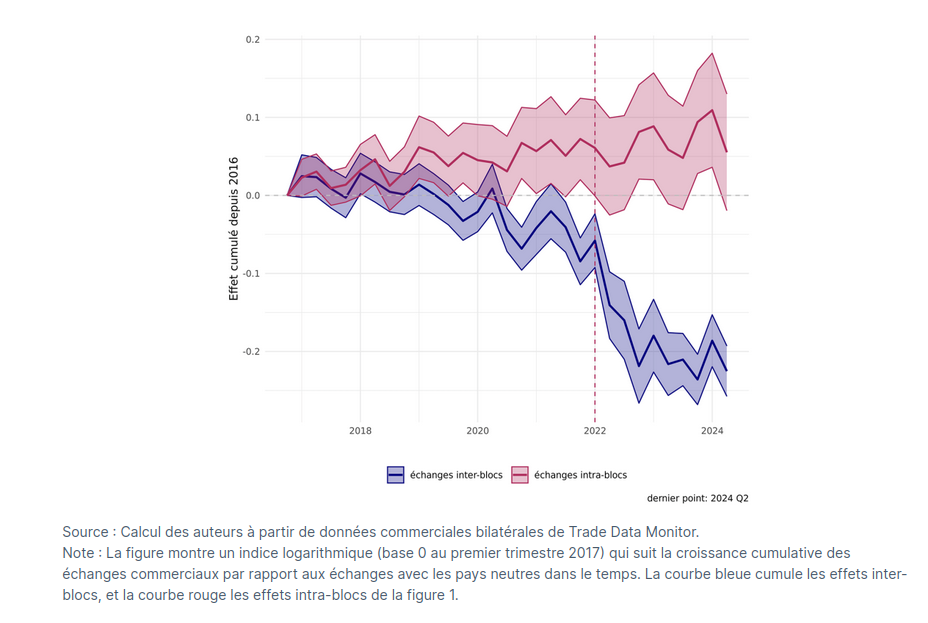 0.2
0.1
0.0
-0.1
-0.2
Effet cumulé depuis 2016
2018 2020 2022 2024
échanges inter-blocs échanges intra-blocs
dernier point: 2024 Q2
Source : Calcul des auteurs à partir de données commerciales bilatérales de Trade Data Monitor.
Note : La figure montre un indice logarithmique (base 0 au premier trimestre 2017) qui suit la croissance cumulative des
échanges commerciaux par rapport aux échanges avec les pays neutres dans le temps. La courbe bleue cumule les effets inter-
blocs, et la courbe rouge les effets intra-blocs de la figure 1.